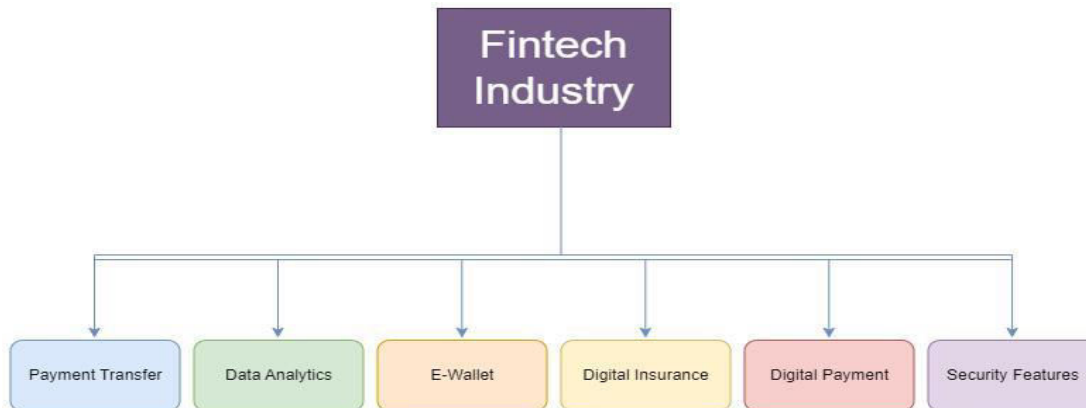 Fintech
Industry
Payment Transfer
Data Analytics
E-Wallet
Digital Insurance
Digital Payment
Security Features